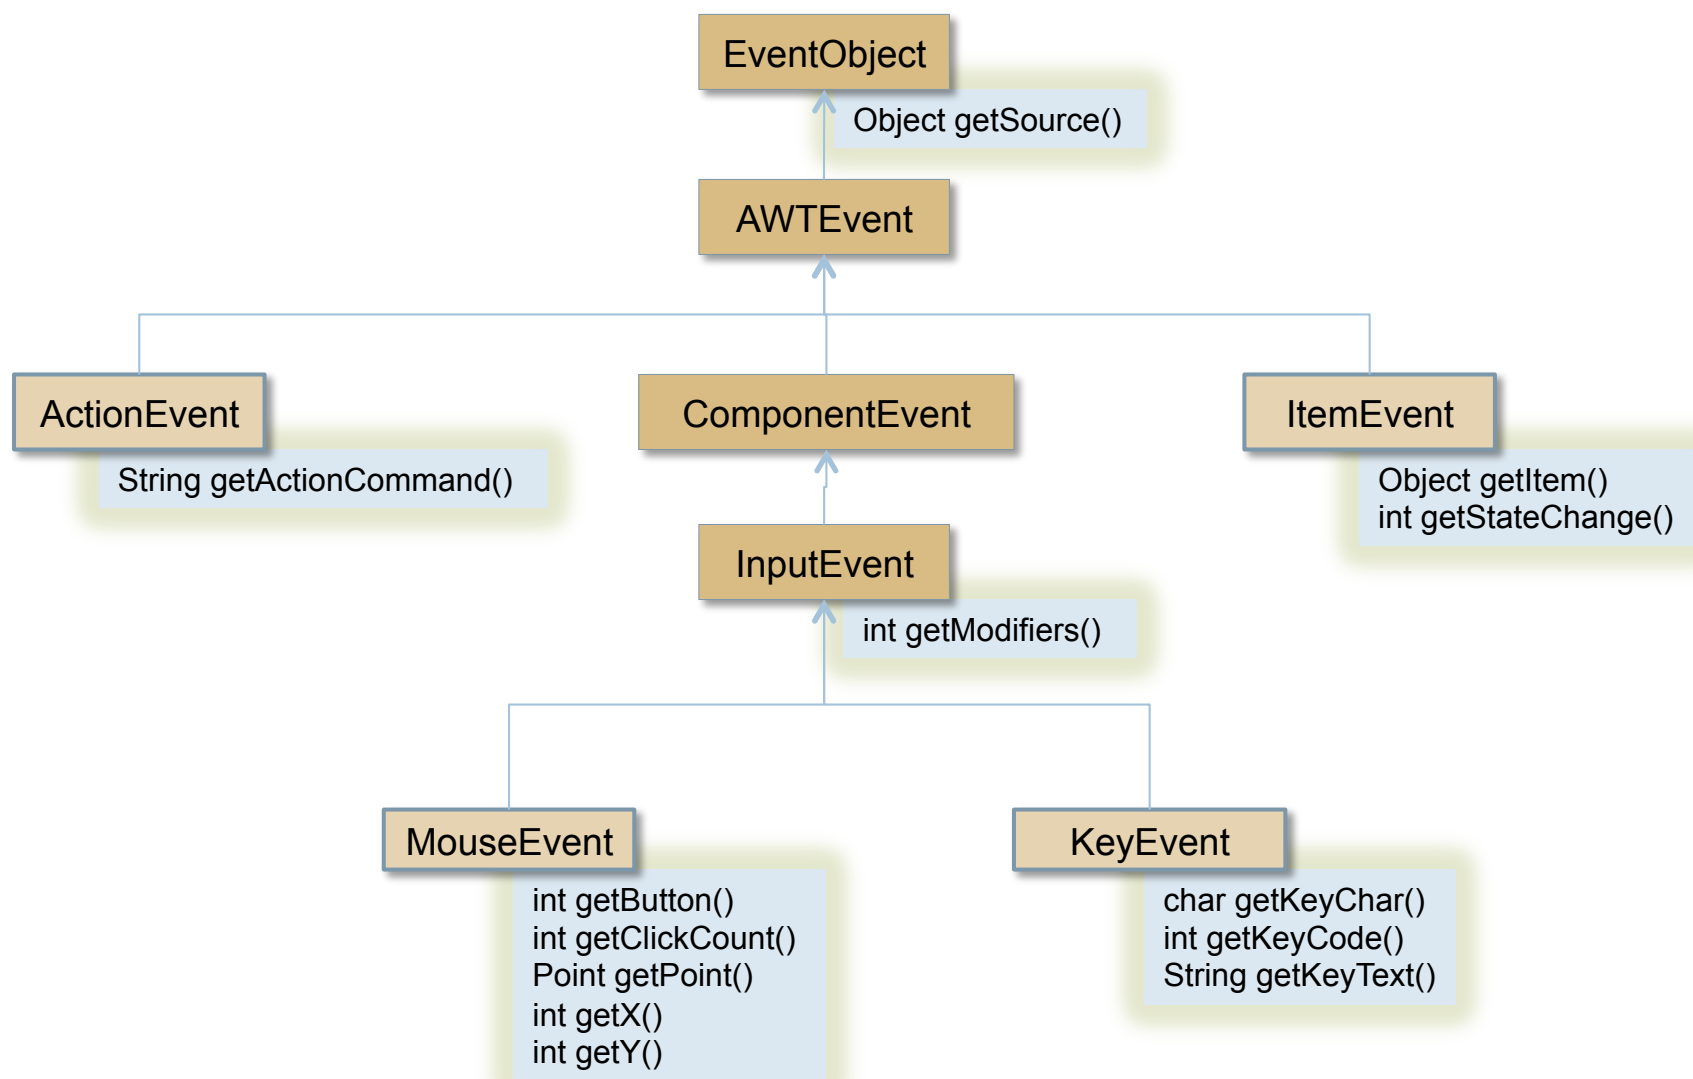 EventObject
Object getSource()
AWTEvent
ActionEvent
ComponentEvent
ItemEvent
String getActionCommand()
Object getItem()
int getStateChange()
InputEvent
int getModifiers()
MouseEvent
KeyEvent
int getButton()
int getClickCount()
Point getPoint()
int getX()
int getY()
char getKeyChar()
int getKeyCode()
String getKeyText()